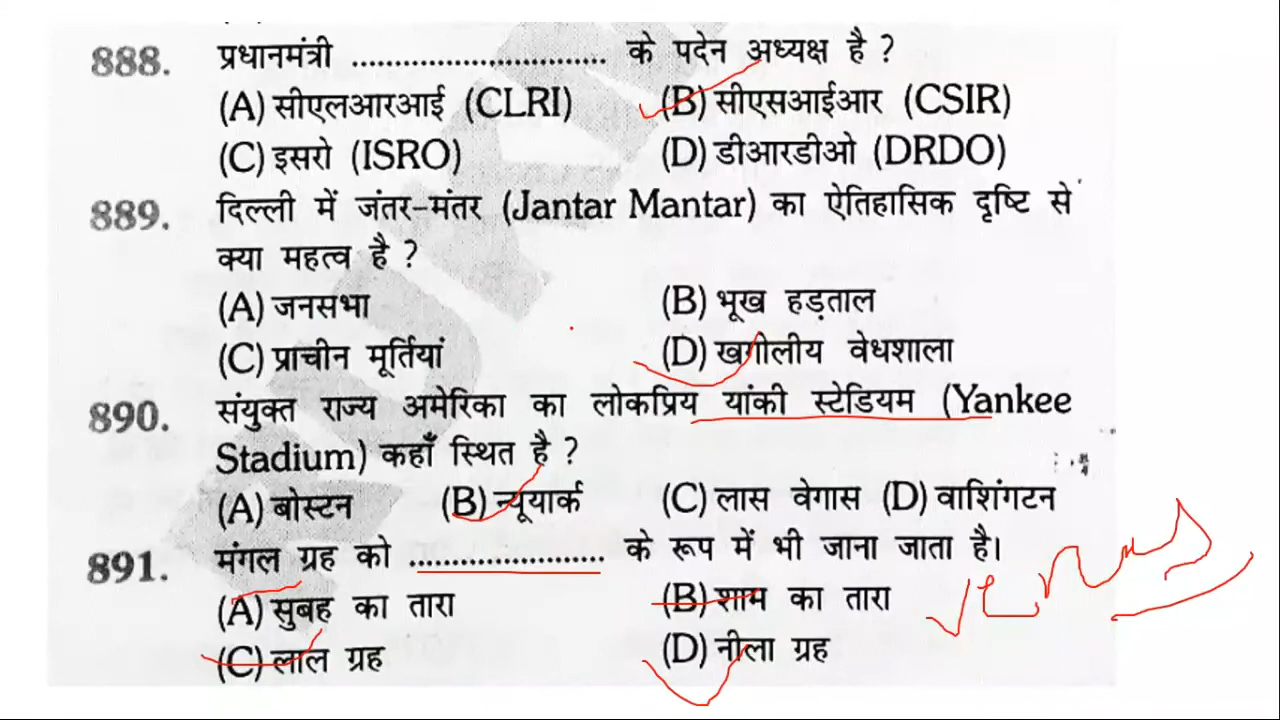 888. प्रधानमंत्री .............................. के पदेन अध्यक्ष है ?
(A) सीएलआरआई (CLRI) (B) सीएसआईआर (CSIR)
(C) इसरो (ISRO) (D) डीआरडीओ (DRDO)
889. दिल्ली में जंतर-मंतर (Jantar Mantar) का ऐतिहासिक दृष्टि से
क्या महत्व है ?
(A) जनसभा (B) भूख हड़ताल
(C) प्राचीन मूर्तियां (D) खगोलीय वेधशाला
890. संयुक्त राज्य अमेरिका का लोकप्रिय यांकी स्टेडियम (Yankee
Stadium) कहाँ स्थित है ?
(A) बोस्टन (B) न्यूयार्क (C) लास वेगास (D) वाशिंगटन
891. मंगल ग्रह को ....................... के रूप में भी जाना जाता है।
(A) सुबह का तारा (B) शाम का तारा
(C) लाल ग्रह (D) नीला ग्रह
Venus